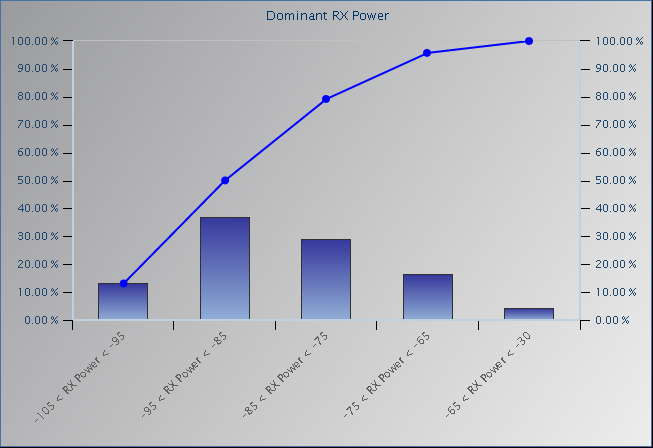 Dominant RX Power
100.00 % 100.00 %
90.00 % 90.00 %
80.00 % 80.00 %
70.00 % 70.00 %
60.00 % 60.00 %
50.00 % 50.00 %
40.00 % 40.00 %
30.00 % 30.00 %
20.00 % 20.00 %
10.00 % 10.00 %
0.00 % 0.00 %
-105 < RX Power < -95
-95 < RX Power < -85
-85 < RX Power < -75
-75 < RX Power < -65
-65 < RX Power < -30